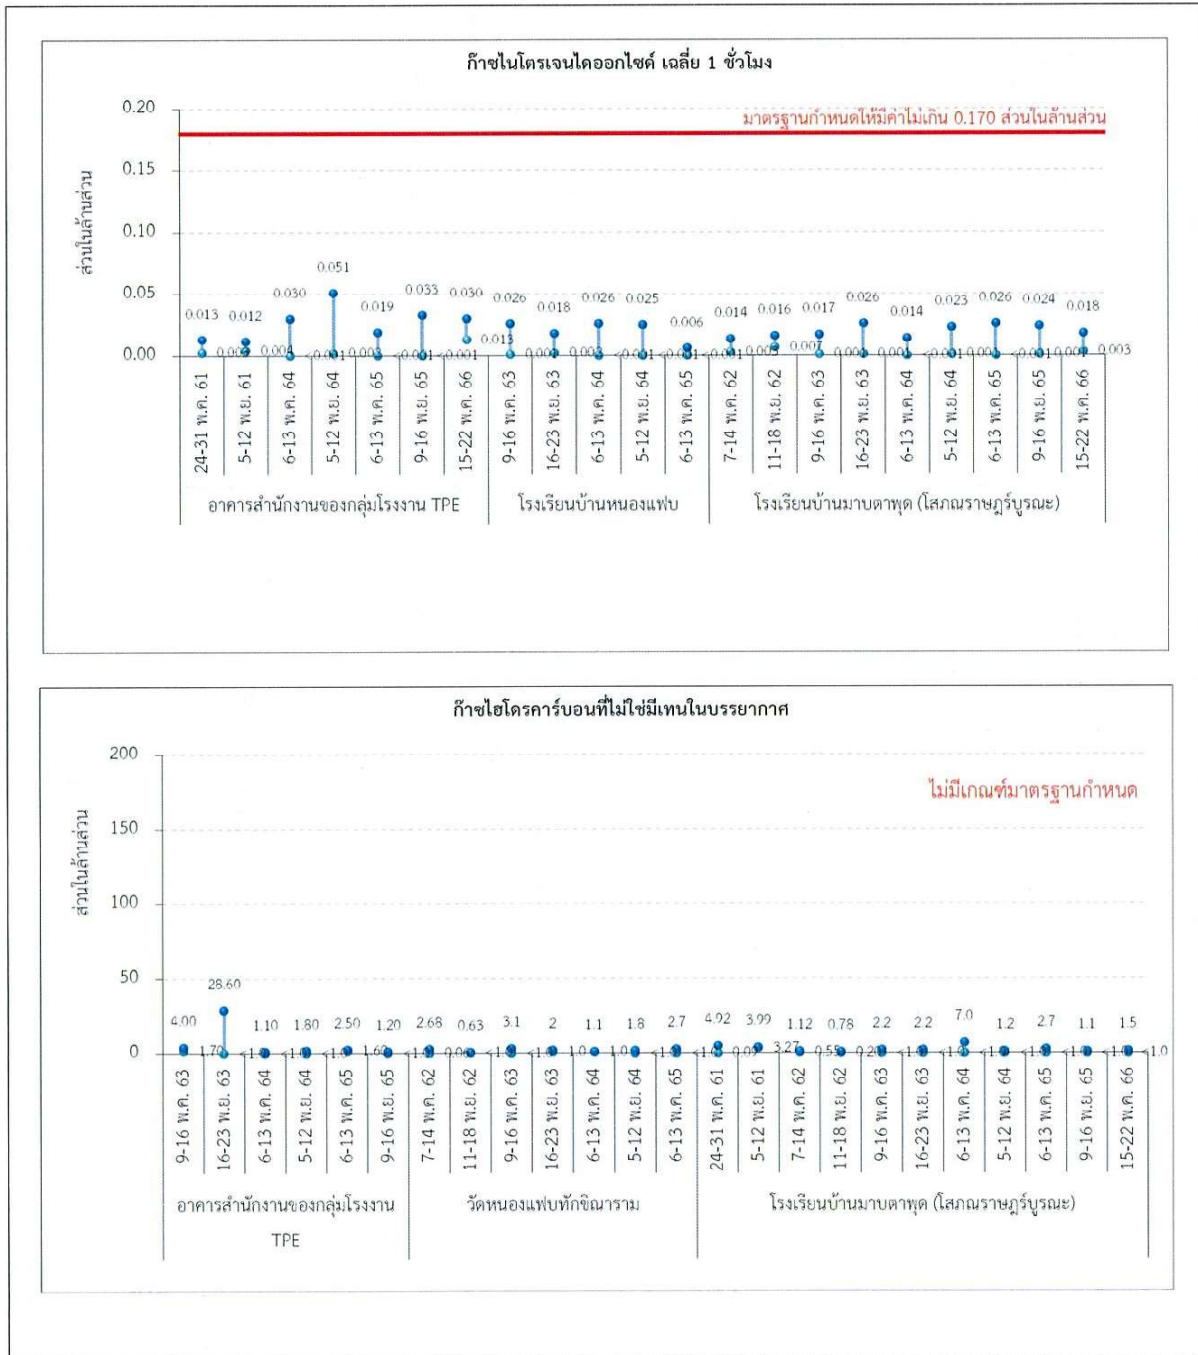 ก๊าซไนโตรเจนไดออกไซด์ เฉลี่ย 1 ชั่วโมง
มาตรฐานกำหนดให้มีค่าไม่เกิน 0.170 ส่วนในล้านส่วน
ส่วนในล้านส่วน
0.20
0.15
0.10
0.05
0.00
0.013 0.012 0.030 0.051 0.019 0.033 0.030 0.026 0.018 0.026 0.025 0.006 0.014 0.016 0.017 0.026 0.014 0.023 0.026 0.024 0.018
0.004 <0.001 <0.001 <0.001 0.013 <0.001 <0.001 <0.001 0.005 0.007 <0.001 0.003
24-31 พ.ค. 61 5-12 พ.ย. 61 6-13 พ.ค. 64 5-12 พ.ย. 64 6-13 พ.ค. 65 9-16 พ.ย. 65 15-22 พ.ค. 66 9-16 พ.ค. 63 16-23 พ.ย. 63 6-13 พ.ค. 64 5-12 พ.ย. 64 6-13 พ.ค. 65 7-14 พ.ค. 62 11-18 พ.ย. 62 9-16 พ.ค. 63 16-23 พ.ย. 63 6-13 พ.ค. 64 5-12 พ.ย. 64 6-13 พ.ค. 65 9-16 พ.ย. 65 15-22 พ.ค. 66
อาคารสำนักงานของกลุ่มโรงงาน TPE โรงเรียนบ้านหนองแฟบ โรงเรียนบ้านมาบตาพุด (โสภณราษฎร์บูรณะ)
ก๊าซไฮโดรคาร์บอนที่ไม่ใช่มีเทนในบรรยากาศ
ไม่มีเกณฑ์มาตรฐานกำหนด
ส่วนในล้านส่วน
200
150
100
50
0
4.00 28.60 1.10 1.80 2.50 1.20 2.68 0.63 3.1 2 1.1 1.8 2.7 4.92 3.99 1.12 0.78 2.2 2.2 7.0 1.2 2.7 1.1 1.5
1.70 1.60 0.06 0.09 3.27 0.55 0.20 <1.0
9-16 พ.ค. 63 16-23 พ.ย. 63 6-13 พ.ค. 64 5-12 พ.ย. 64 6-13 พ.ค. 65 9-16 พ.ย. 65 7-14 พ.ค. 62 11-18 พ.ย. 62 9-16 พ.ค. 63 16-23 พ.ย. 63 6-13 พ.ค. 64 5-12 พ.ย. 64 6-13 พ.ค. 65 24-31 พ.ค. 61 5-12 พ.ย. 61 7-14 พ.ค. 62 11-18 พ.ย. 62 9-16 พ.ค. 63 16-23 พ.ย. 63 6-13 พ.ค. 64 5-12 พ.ย. 64 6-13 พ.ค. 65 9-16 พ.ย. 65 15-22 พ.ค. 66
อาคารสำนักงานของกลุ่มโรงงาน วัดหนองแฟบทักขิณาราม โรงเรียนบ้านมาบตาพุด (โสภณราษฎร์บูรณะ)
TPE